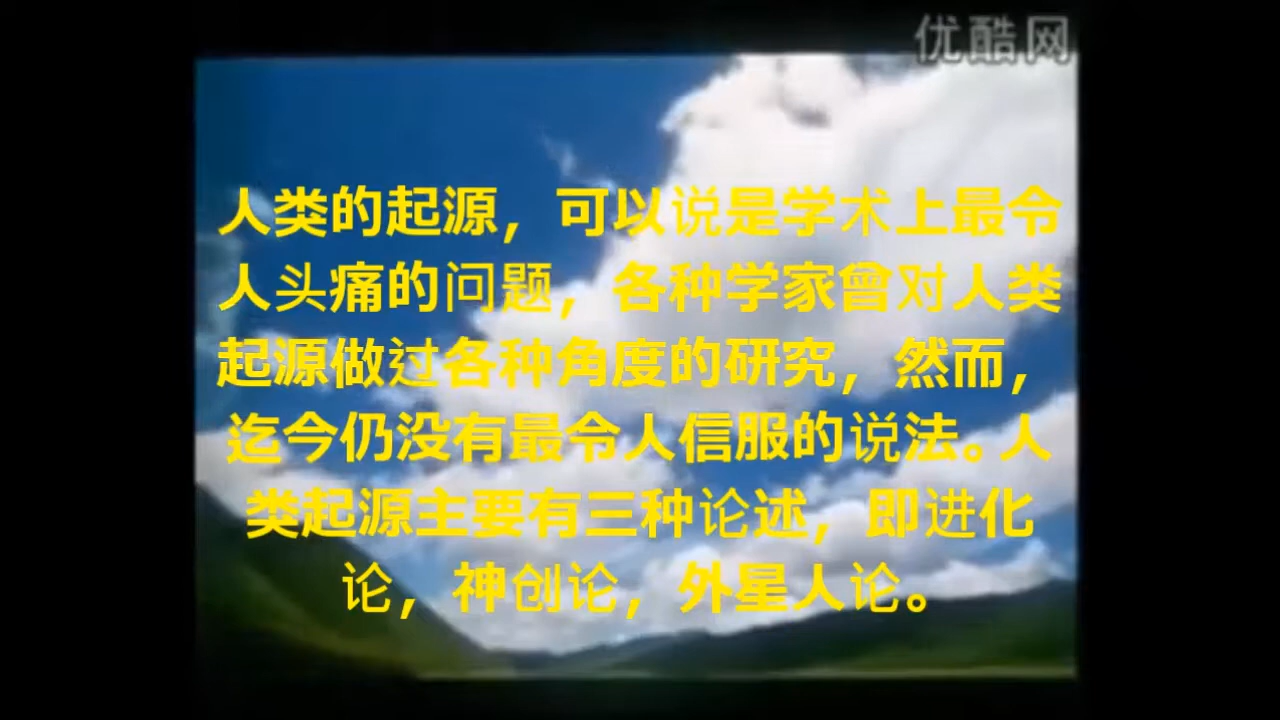 优酷网
人类的起源，可以说是学术上最令
人头痛的问题，各种学家曾对人类
起源做过各种角度的研究，然而，
迄今仍没有最令人信服的说法。人
类起源主要有三种论述，即进化
论，神创论，外星人论。